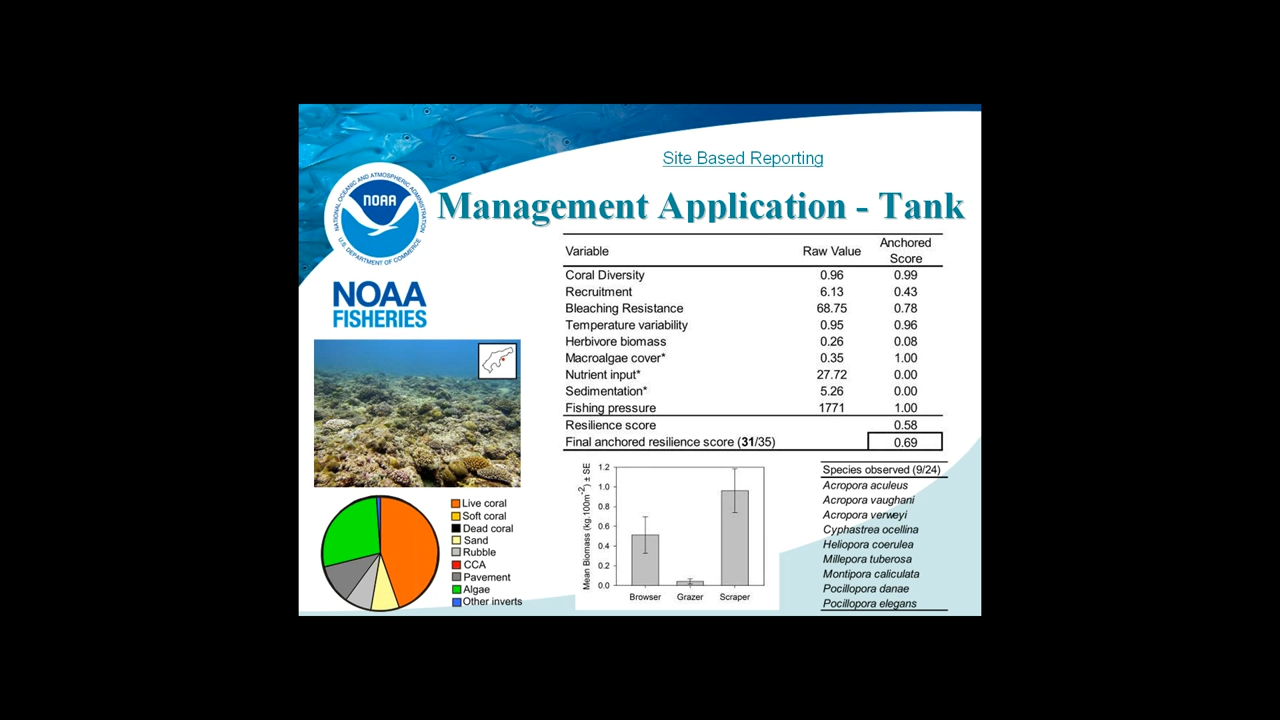 Site Based Reporting
Management Application - Tank
NATIONAL OCEANIC AND ATMOSPHERIC ADMINISTRATION
NOAA
U.S. DEPARTMENT OF COMMERCE
NOAA
FISHERIES
Variable Raw Value Anchored Score
Coral Diversity 0.96 0.99
Recruitment 6.13 0.43
Bleaching Resistance 68.75 0.78
Temperature variability 0.95 0.96
Herbivore biomass 0.26 0.08
Macroalgae cover* 0.35 1.00
Nutrient input* 27.72 0.00
Sedimentation* 5.26 0.00
Fishing pressure 1771 1.00
Resilience score 0.58
Final anchored resilience score (31/35) 0.69
Live coral
Soft coral
Dead coral
Sand
Rubble
CCA
Pavement
Algae
Other inverts
Mean Biomass (kg.100m-2) ± SE
1.2
1.0
0.8
0.6
0.4
0.2
0.0
Browser Grazer Scraper
Species observed (9/24)
Acropora aculeus
Acropora vaughani
Acropora verweyi
Cyphastrea ocellina
Heliopora coerulea
Millepora tuberosa
Montipora caliculata
Pocillopora danae
Pocillopora elegans